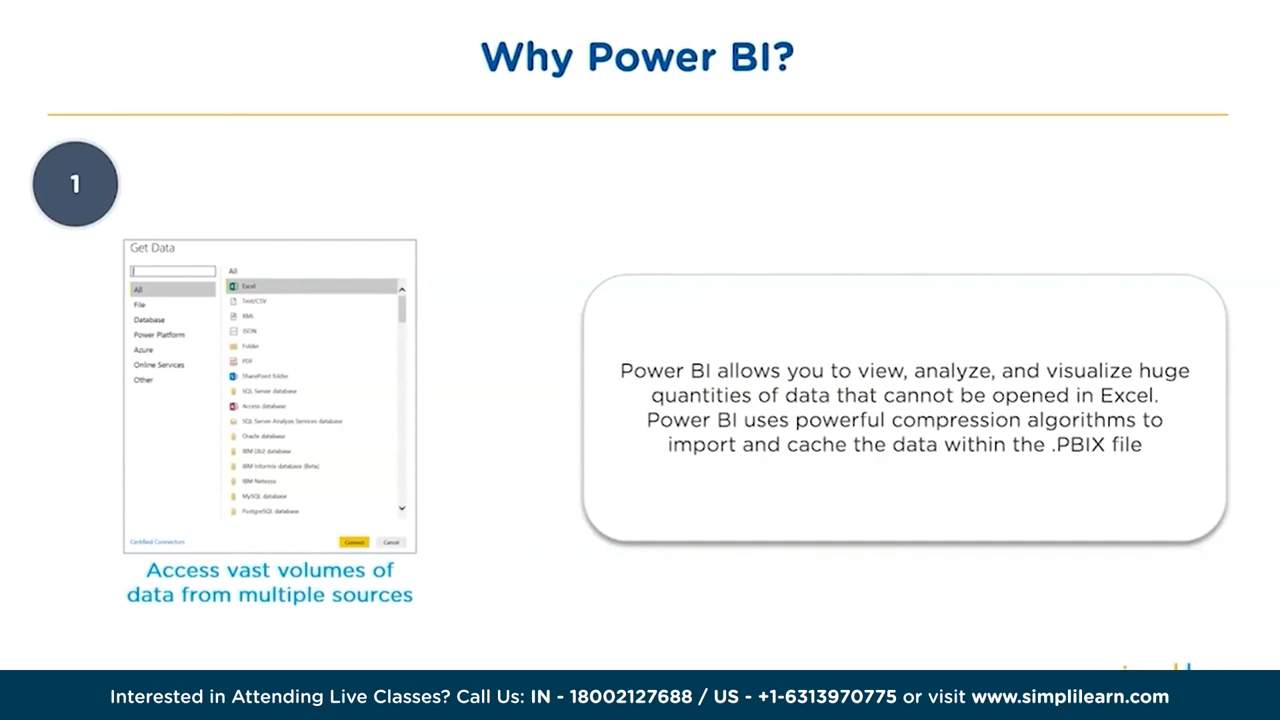 Why Power BI?
1
Get Data
All
File
Database
Power Platform
Azure
Online Services
Other
All
Excel
Text/CSV
XML
JSON
Folder
PDF
SharePoint folder
SQL Server database
Access database
SQL Server Analysis Services database
Oracle database
IBM Db2 database
IBM Informix database (Beta)
IBM Netezza
MySQL database
PostgreSQL database
Certified Connectors
Connect
Cancel
Access vast volumes of
data from multiple sources
Power BI allows you to view, analyze, and visualize huge
quantities of data that cannot be opened in Excel.
Power BI uses powerful compression algorithms to
import and cache the data within the .PBIX file
Interested in Attending Live Classes? Call Us: IN - 18002127688 / US - +1-6313970775 or visit www.simplilearn.com